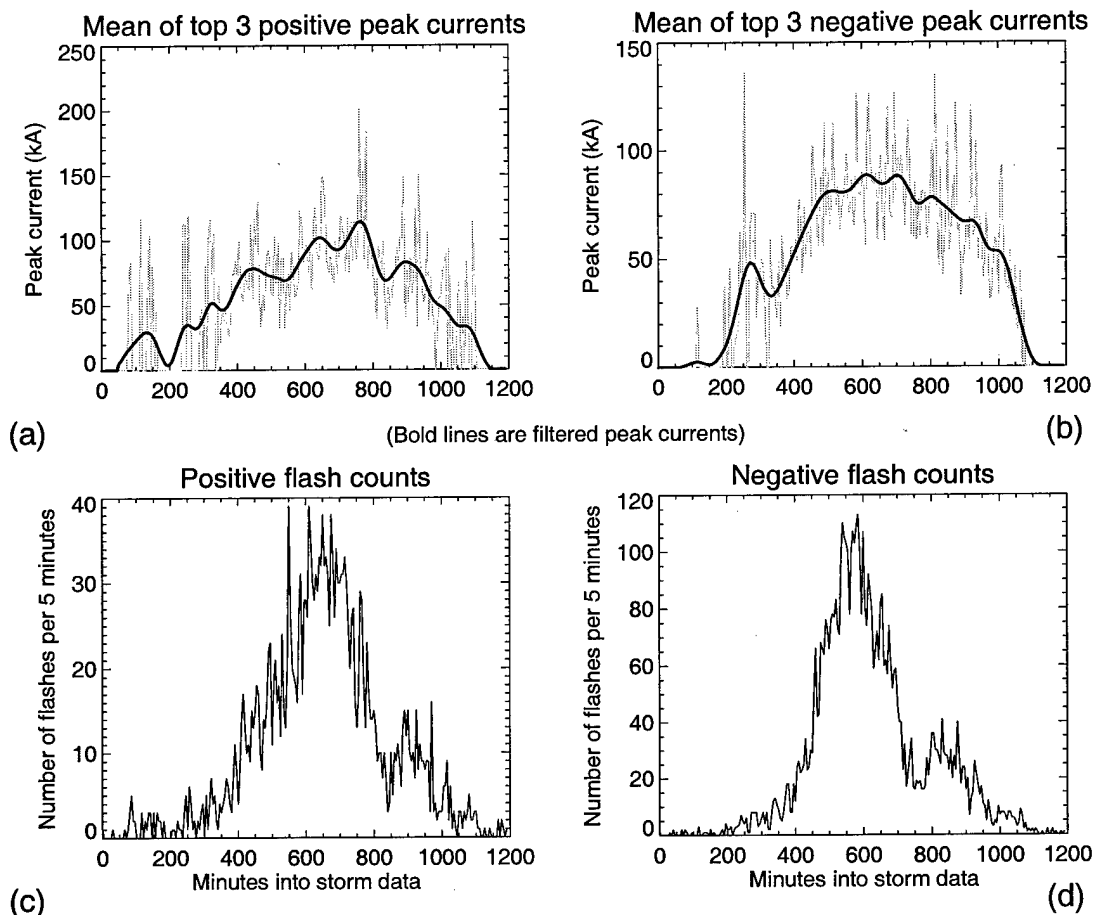 Mean of top 3 positive peak currents
250
200
150
100
50
0
Peak current (kA)
0 200 400 600 800 1000 1200
(a)
Mean of top 3 negative peak currents
150
100
50
0
Peak current (kA)
0 200 400 600 800 1000 1200
(b)
(Bold lines are filtered peak currents)
Positive flash counts
40
30
20
10
0
Number of flashes per 5 minutes
0 200 400 600 800 1000 1200
Minutes into storm data
(c)
Negative flash counts
120
100
80
60
40
20
0
Number of flashes per 5 minutes
0 200 400 600 800 1000 1200
Minutes into storm data
(d)